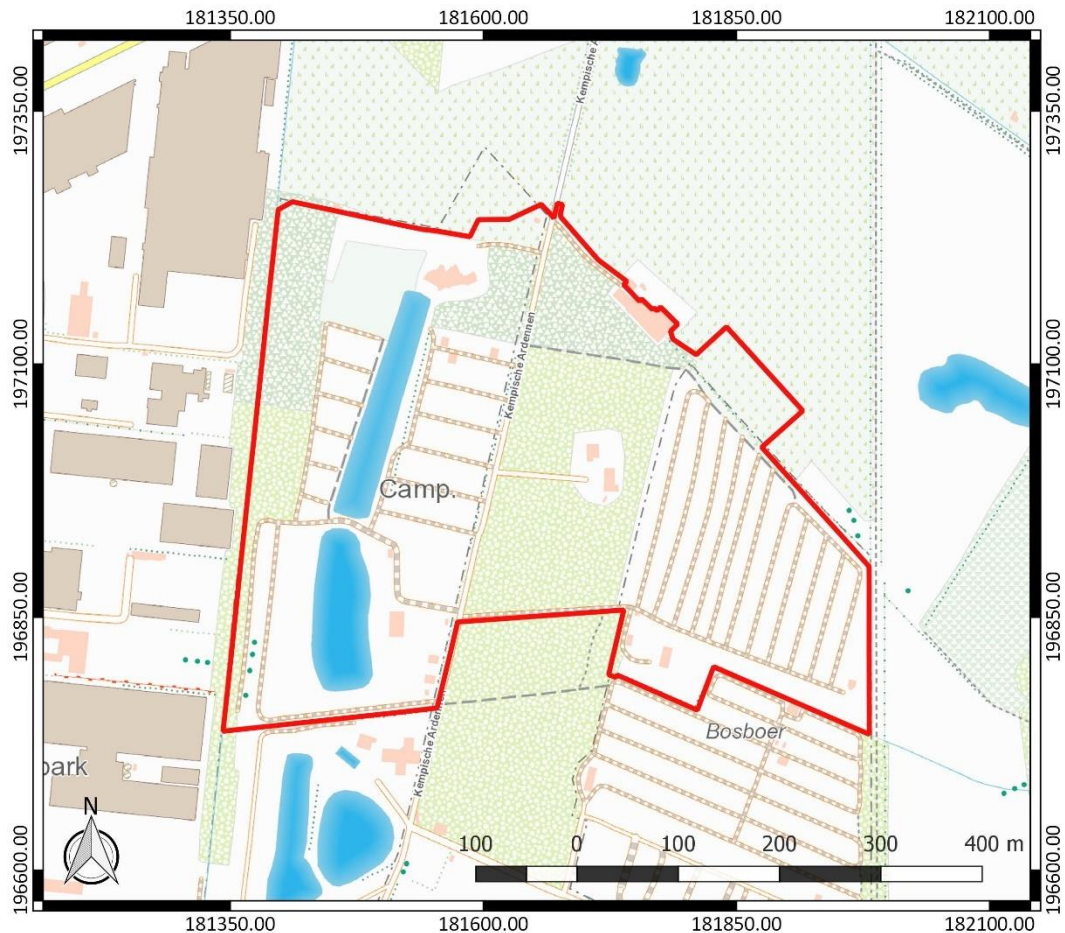 181350.00 181600.00 181850.00 182100.00
197350.00 197350.00
Kempische A
197100.00 197100.00
Kempische Ardennen
Camp.
196850.00 196850.00
Bosboer
park
Kempische Ardennen
N
100 0 100 200 300 400 m
196600.00 196600.00
181350.00 181600.00 181850.00 182100.00